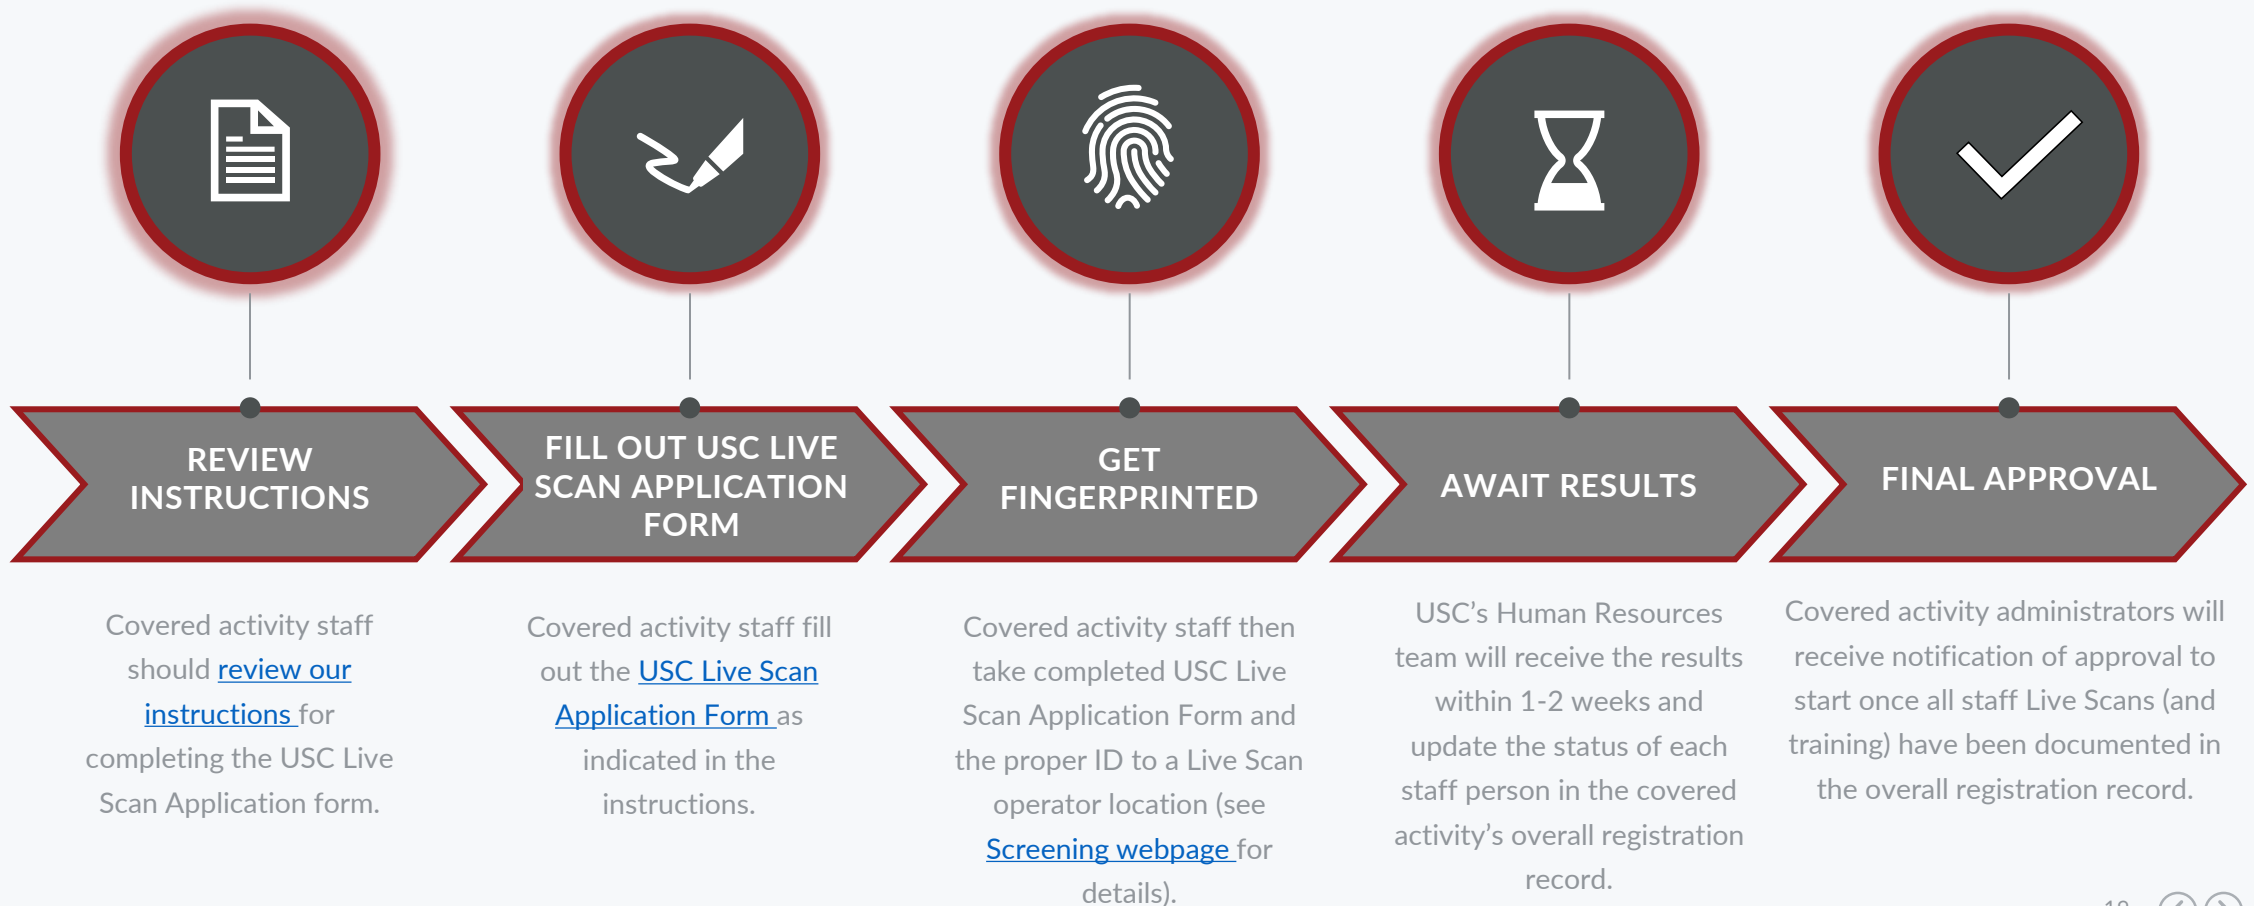 REVIEW
INSTRUCTIONS
FILL OUT USC LIVE
SCAN APPLICATION
FORM
GET
FINGERPRINTED
AWAIT RESULTS
FINAL APPROVAL
Covered activity staff
should review our
instructions for
completing the USC Live
Scan Application form.
Covered activity staff fill
out the USC Live Scan
Application Form as
indicated in the
instructions.
Covered activity staff then
take completed USC Live
Scan Application Form and
the proper ID to a Live Scan
operator location (see
Screening webpage for
details).
USC’s Human Resources
team will receive the results
within 1-2 weeks and
update the status of each
staff person in the covered
activity’s overall registration
record.
Covered activity administrators will
receive notification of approval to
start once all staff Live Scans (and
training) have been documented in
the overall registration record.